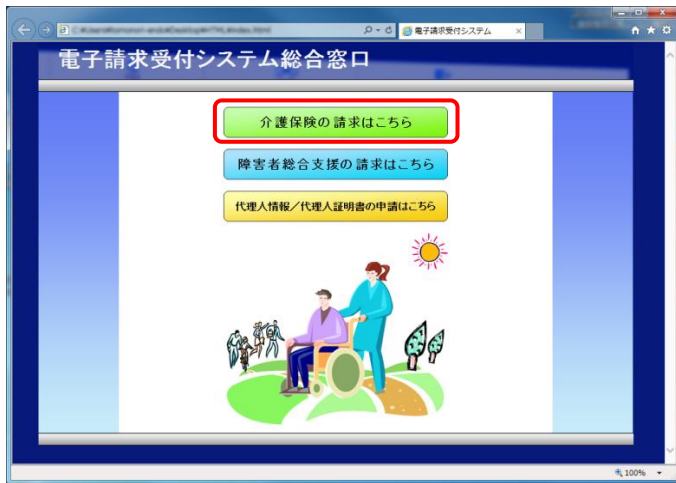 電子請求受付システム
電子請求受付システム総合窓口
介護保険の請求はこちら
障害者総合支援の請求はこちら
代理人情報/代理人証明書の申請はこちら
100%